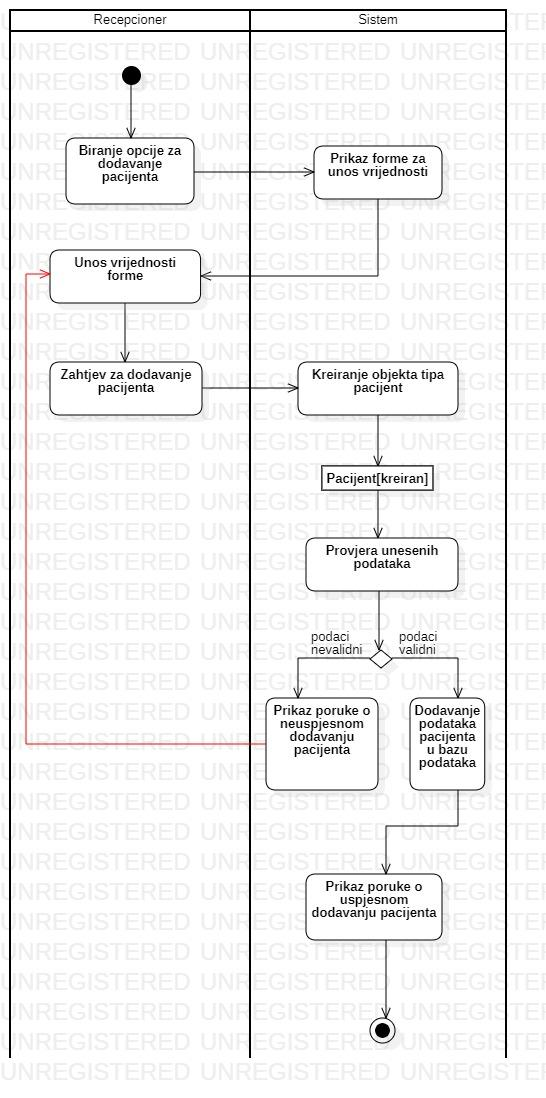 Recepcioner
Sistem
Biranje opcije za
dodavanje
pacijenta
Prikaz forme za
unos vrijednosti
Unos vrijednosti
forme
Zahtjev za dodavanje
pacijenta
Kreiranje objekta tipa
pacijent
Pacijent[kreiran]
Provjera unesenih
podataka
podaci
nevalidni
podaci
validni
Prikaz poruke o
neuspjesnom
dodavanju
pacijenta
Dodavanje
podataka
pacijenta
u bazu
podataka
Prikaz poruke o
uspjesnom
dodavanju pacijenta
UNREGISTERED UNREGISTERED UNREGISTERED